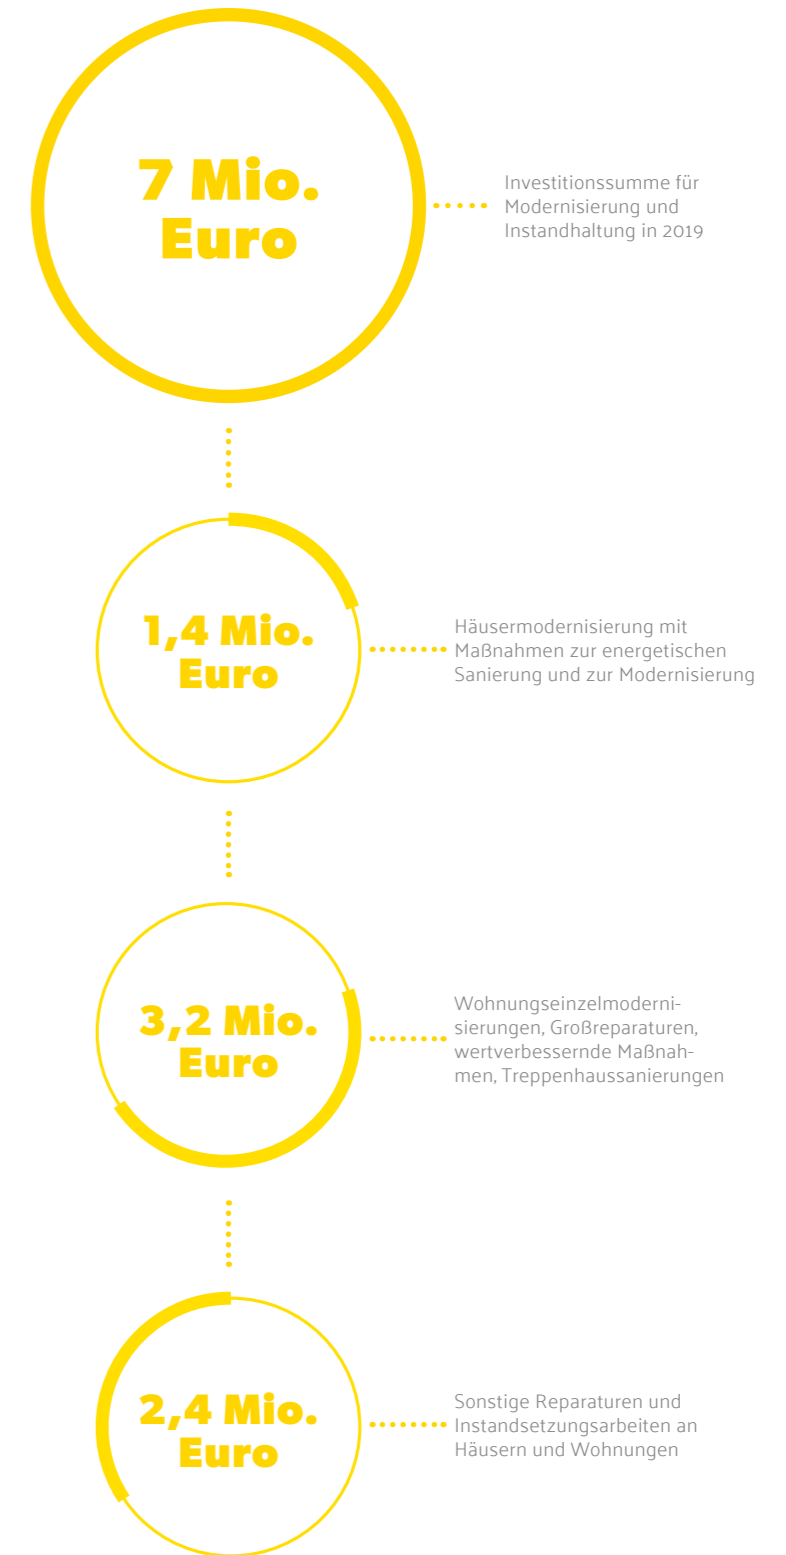 7 Mio.
Euro
Investitionssumme für
Modernisierung und
Instandhaltung in 2019
1,4 Mio.
Euro
Häusermodernisierung mit
Maßnahmen zur energetischen
Sanierung und zur Modernisierung
3,2 Mio.
Euro
Wohnungseinzelmoderni-
sierungen, Großreparaturen,
wertverbessernde Maßnah-
men, Treppenhaussanierungen
2,4 Mio.
Euro
Sonstige Reparaturen und
Instandsetzungsarbeiten an
Häusern und Wohnungen